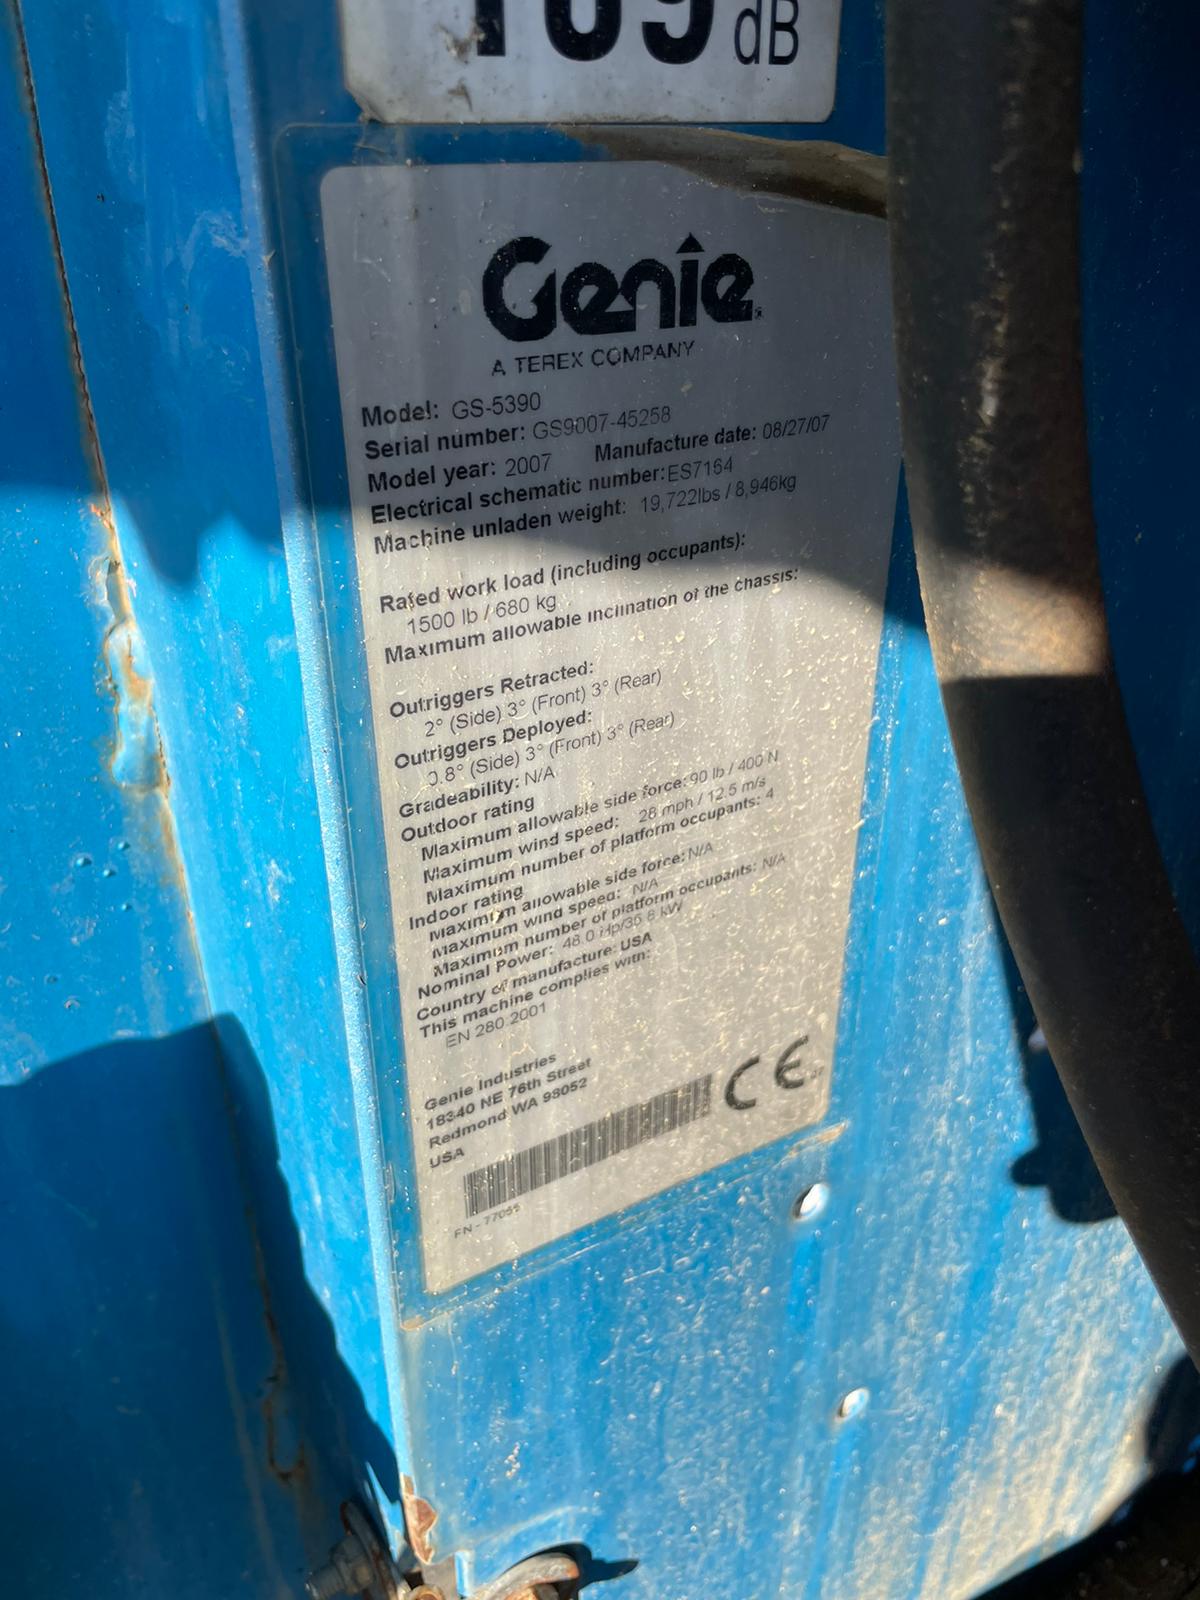 109 dB
Genie
A TEREX COMPANY
Model: GS-5390
Serial number: GS9007-45258
Model year: 2007 Manufacture date: 08/27/07
Electrical schematic number: ES7164
Machine unladen weight: 19,722lbs / 8,946kg
Rated work load (including occupants):
1500 lb / 680 kg
Maximum allowable inclination of the chassis:
Outriggers Retracted:
2° (Side) 3° (Front) 3° (Rear)
Outriggers Deployed:
0.8° (Side) 3° (Front) 3° (Rear)
Gradeability: N/A
Outdoor rating
Maximum allowable side force: 90 lb / 400 N
Maximum wind speed: 28 mph / 12.5 m/s
Maximum number of platform occupants: 4
Indoor rating
Maximum allowable side force: N/A
Maximum wind speed: N/A
Maximum number of platform occupants: N/A
Nominal Power: 48.0 Hp/35.8 kW
Country of manufacture: USA
This machine complies with:
EN 280:2001
Genie Industries
18340 NE 76th Street
Redmond WA 98052
USA
CE